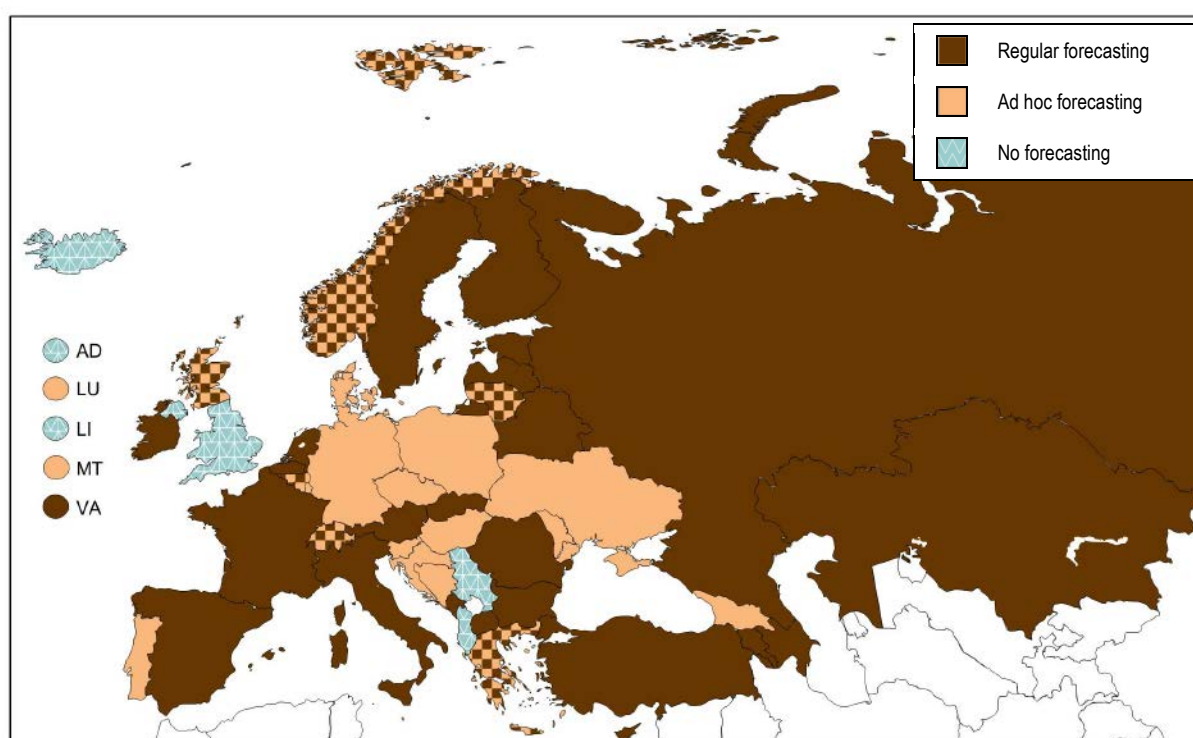 Regular forecasting
Ad hoc forecasting
No forecasting
AD
LU
LI
MT
VA